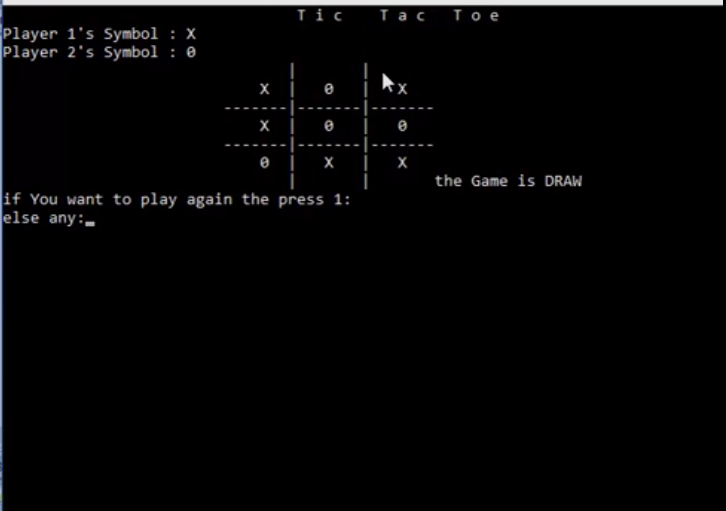 T i c   T a c   T o e
Player 1's Symbol : X
Player 2's Symbol : 0
X | 0 | X
-------|-------|-------
X | 0 | 0
-------|-------|-------
0 | X | X
the Game is DRAW
if You want to play again the press 1:
else any:_